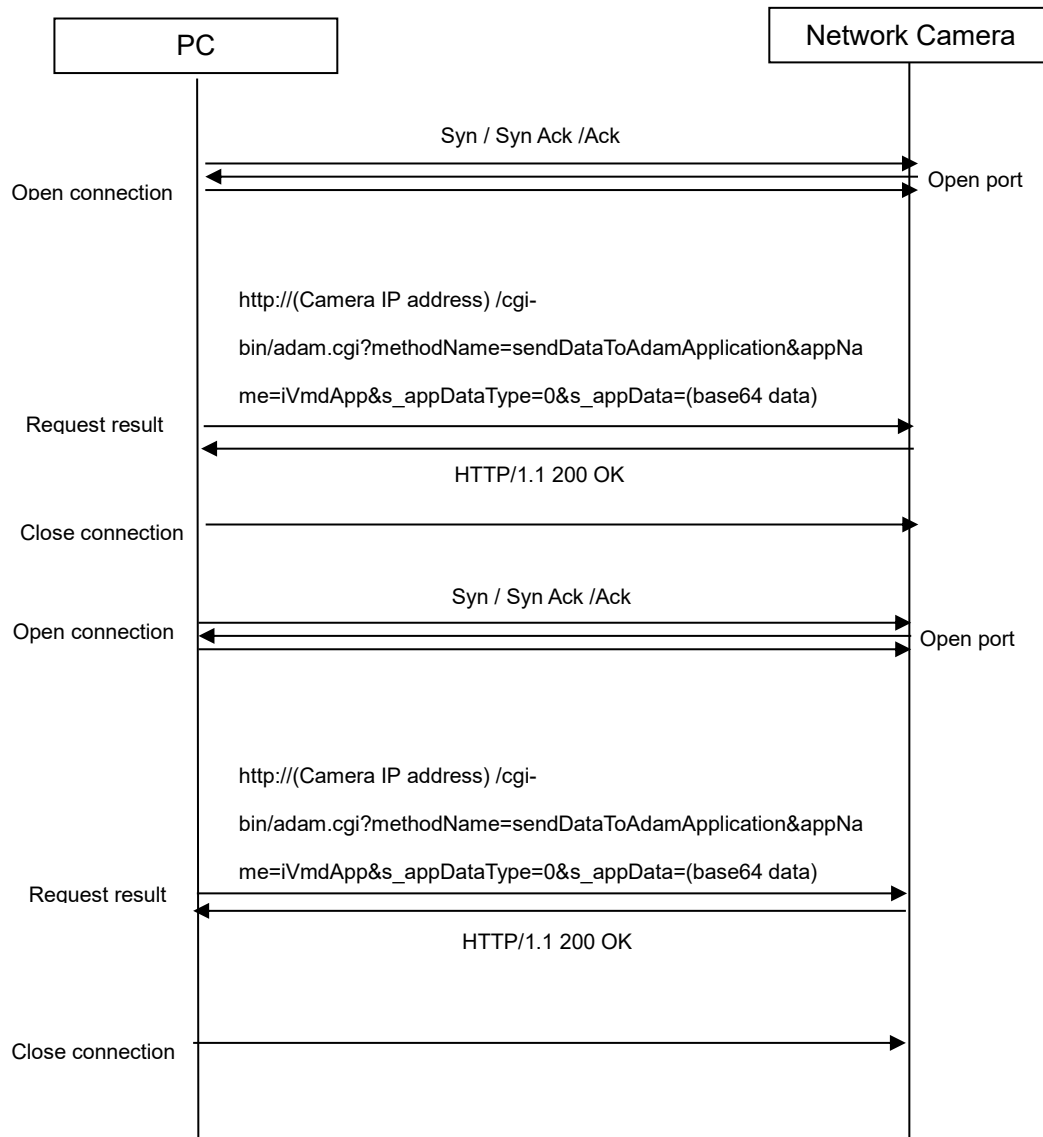 PC
Network Camera
Syn / Syn Ack /Ack
Open connection
Open port
http://(Camera IP address) /cgi-
bin/adam.cgi?methodName=sendDataToAdamApplication&appNa
me=iVmdApp&s_appDataType=0&s_appData=(base64 data)
Request result
HTTP/1.1 200 OK
Close connection
Syn / Syn Ack /Ack
Open connection
Open port
http://(Camera IP address) /cgi-
bin/adam.cgi?methodName=sendDataToAdamApplication&appNa
me=iVmdApp&s_appDataType=0&s_appData=(base64 data)
Request result
HTTP/1.1 200 OK
Close connection